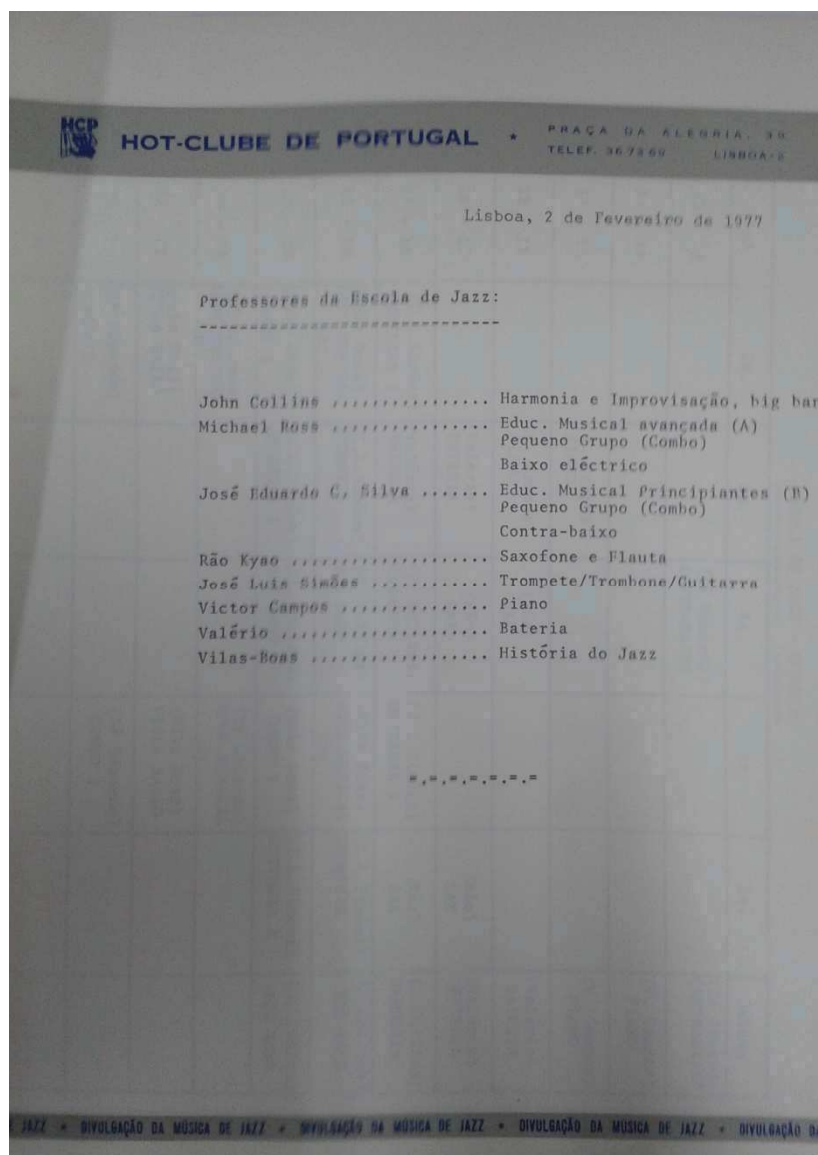 HCP
HOT-CLUBE DE PORTUGAL * PRAÇA DA ALEGRIA, 39
TELEF. 36 73 69 LISBOA-2
Lisboa, 2 de Fevereiro de 1977
Professores da Escola de Jazz:
-------------------------------
John Collins ................ Harmonia e Improvisação, big ban
Michael Ross ................ Educ. Musical avançada (A)
Pequeno Grupo (Combo)
Baixo eléctrico
José Eduardo C. Silva ....... Educ. Musical Principiantes (B)
Pequeno Grupo (Combo)
Contra-baixo
Rão Kyao .................... Saxofone e Flauta
José Luis Simões ............ Trompete/Trombone/Guitarra
Victor Campos ............... Piano
Valério ..................... Bateria
Vilas-Boas .................. História do Jazz
=.=.=.=.=.=.=
E JAZZ * DIVULGAÇÃO DA MÚSICA DE JAZZ * DIVULGAÇÃO DA MÚSICA DE JAZZ * DIVULGAÇÃO DA MÚSICA DE JAZZ * DIVULGAÇÃO D